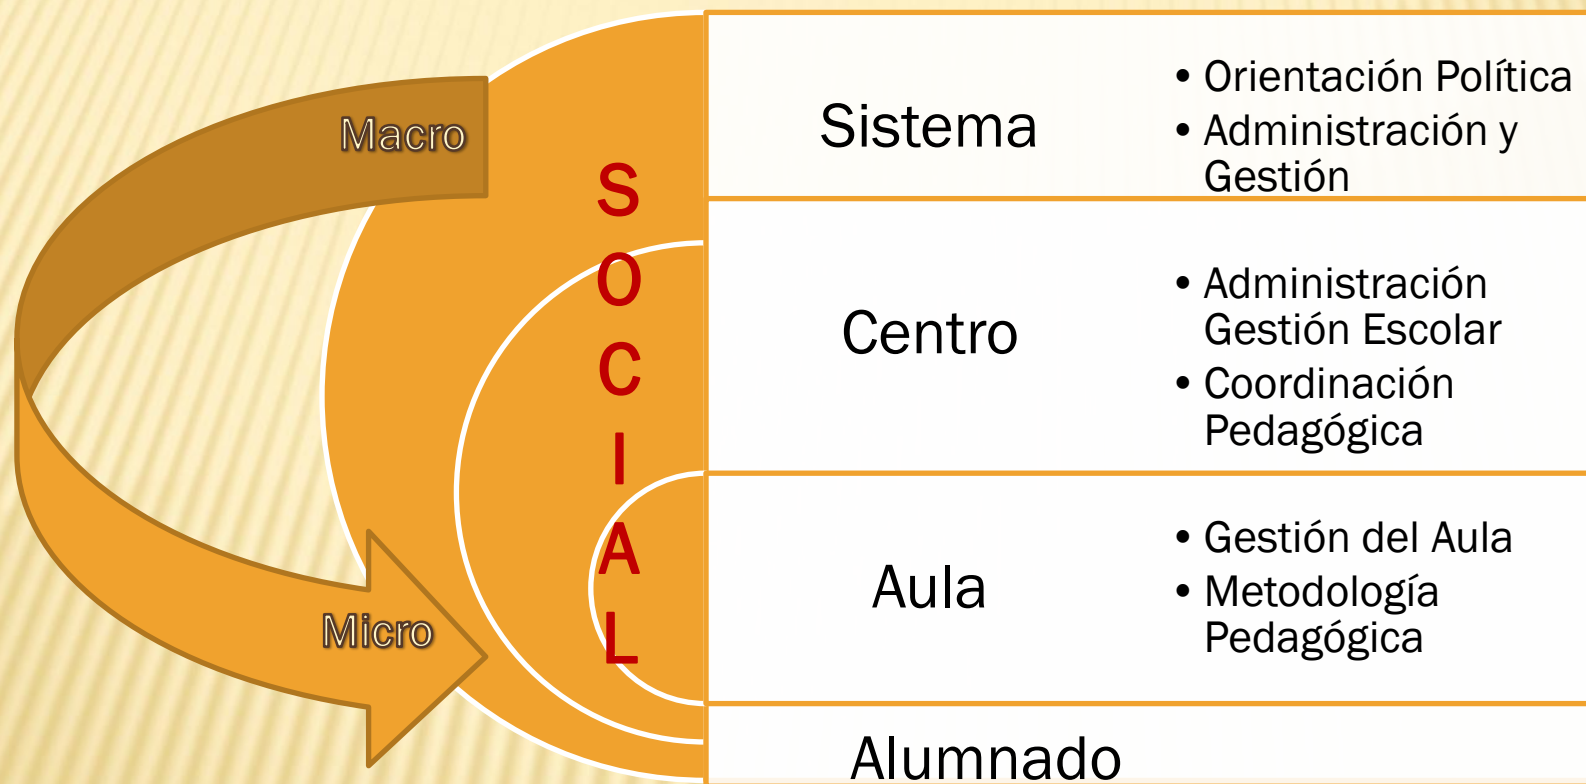 Macro
Micro
S
O
C
I
A
L
Sistema
• Orientación Política
• Administración y
Gestión
Centro
• Administración
Gestión Escolar
• Coordinación
Pedagógica
Aula
• Gestión del Aula
• Metodología
Pedagógica
Alumnado